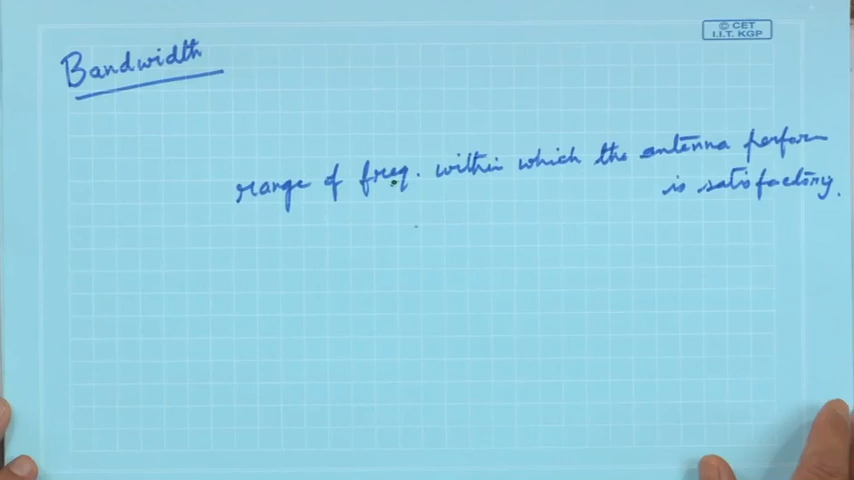 Bandwidth
© CET
I.I.T. KGP
range of freq. within which the antenna perform
is satisfactory.